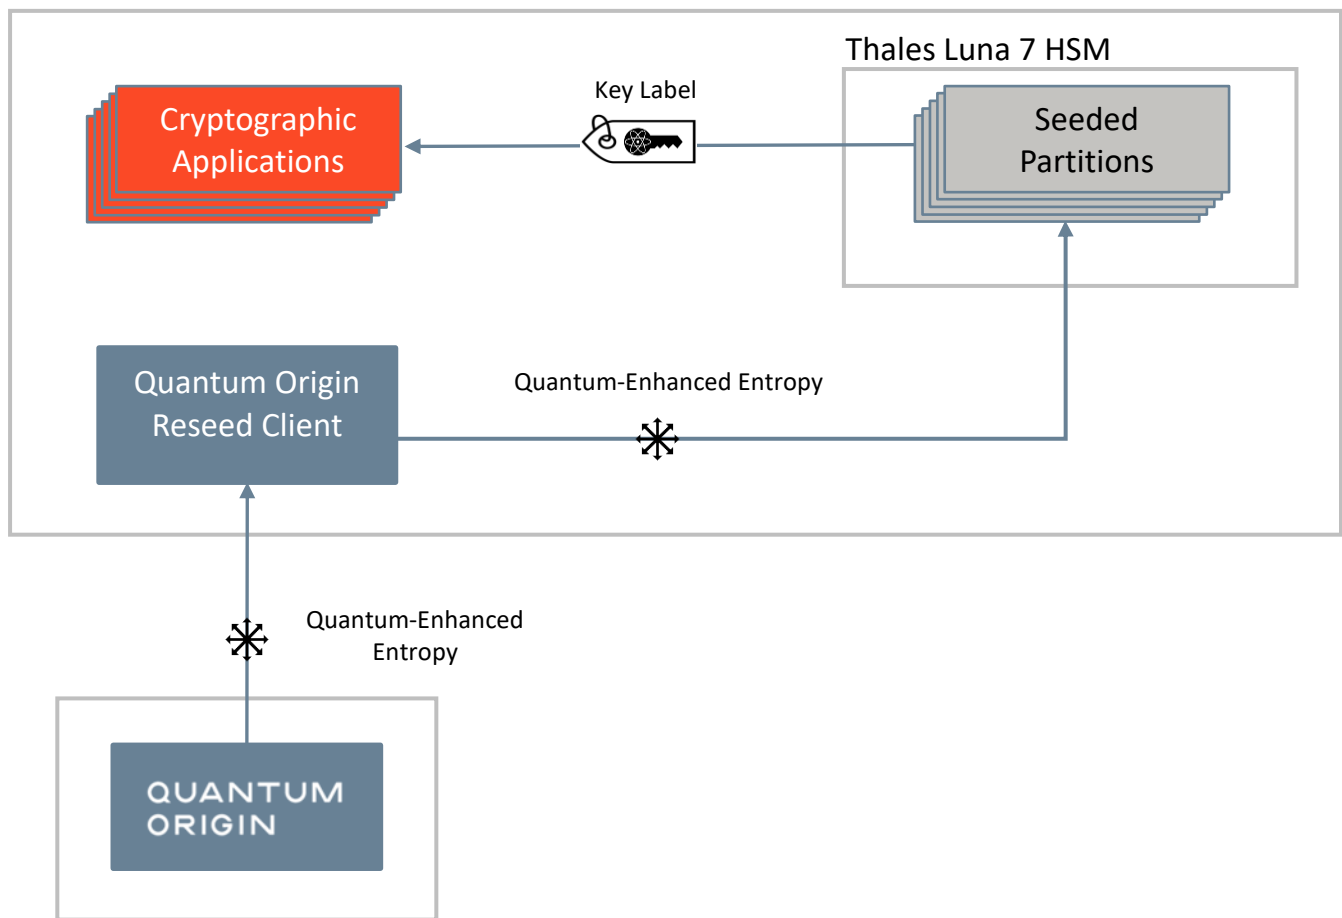 Thales Luna 7 HSM
Key Label
Cryptographic
Applications
Seeded
Partitions
Quantum Origin
Reseed Client
Quantum-Enhanced Entropy
Quantum-Enhanced
Entropy
QUANTUM
ORIGIN